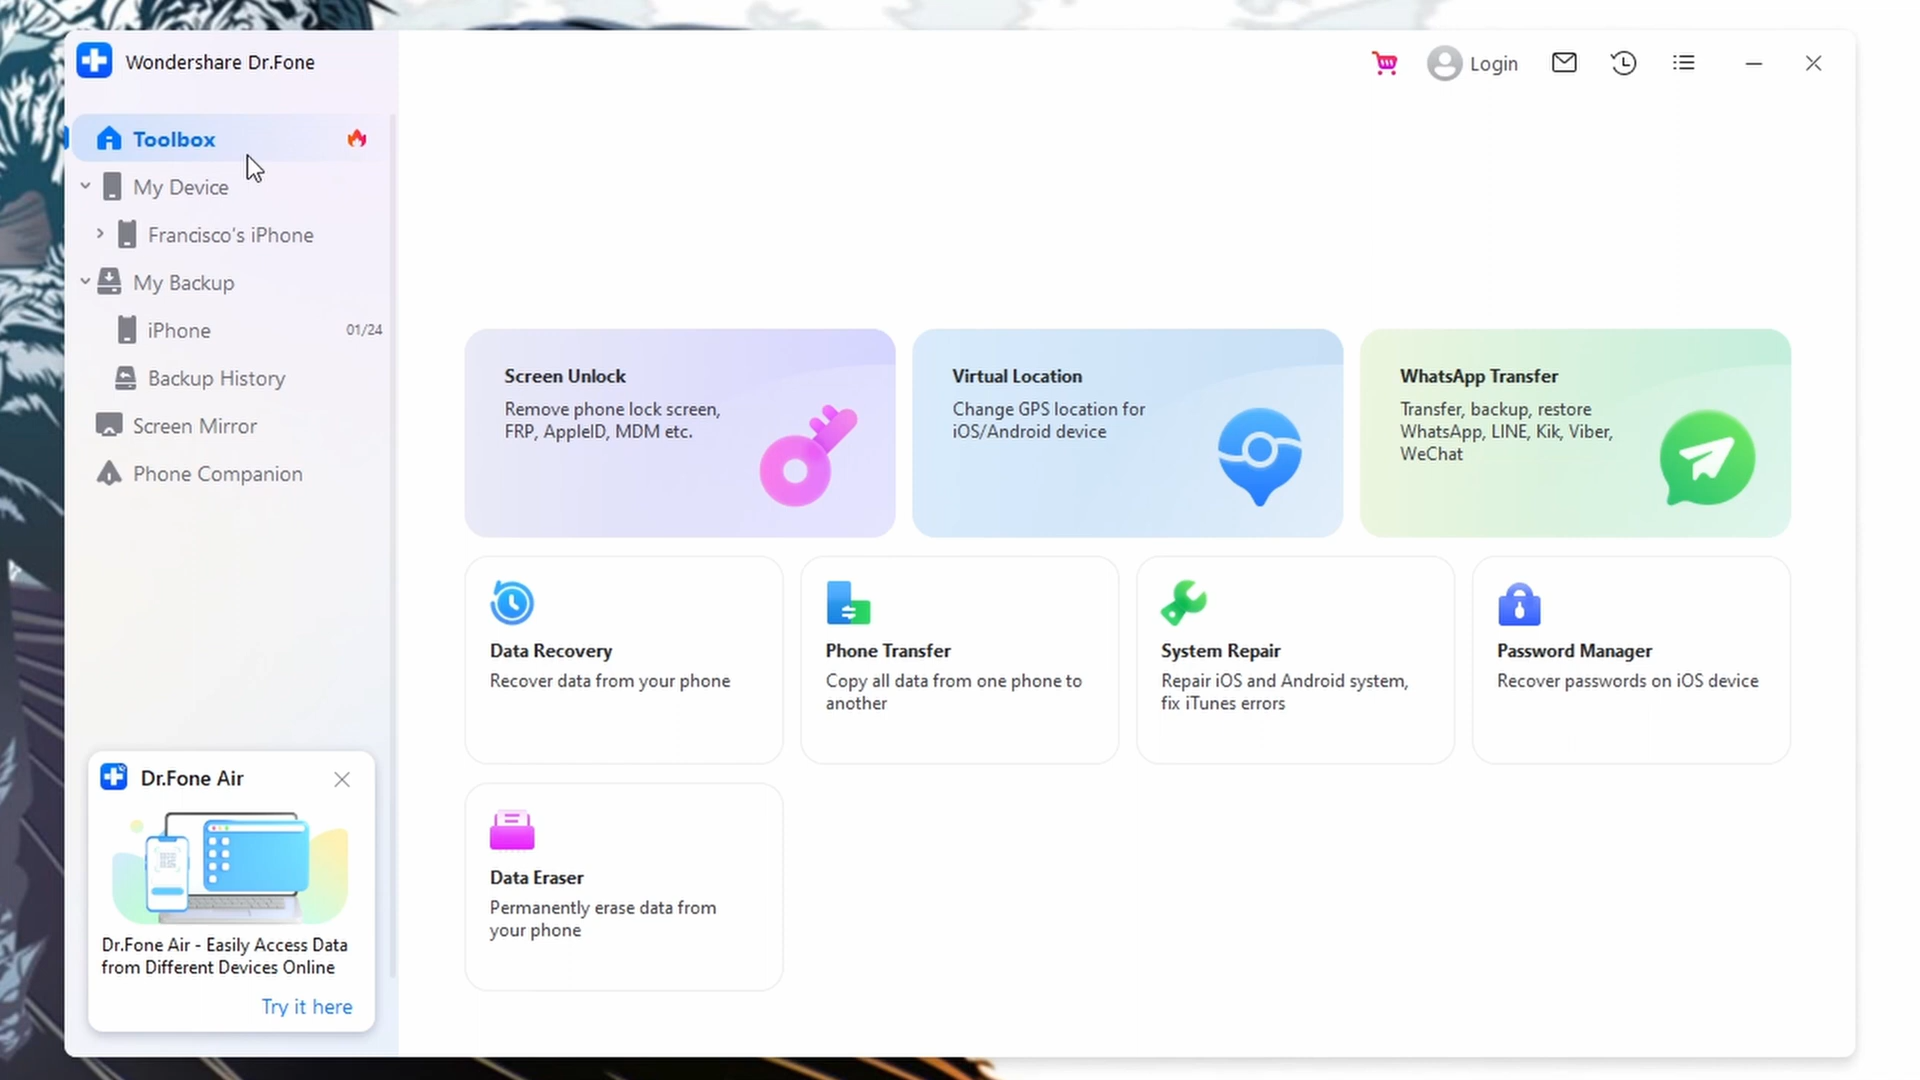 Wondershare Dr.Fone
Login
Toolbox
My Device
Francisco's iPhone
My Backup
iPhone
01/24
Backup History
Screen Mirror
Phone Companion
Screen Unlock
Remove phone lock screen,
FRP, AppleID, MDM etc.
Virtual Location
Change GPS location for
iOS/Android device
WhatsApp Transfer
Transfer, backup, restore
WhatsApp, LINE, Kik, Viber,
WeChat
Data Recovery
Recover data from your phone
Phone Transfer
Copy all data from one phone to
another
System Repair
Repair iOS and Android system,
fix iTunes errors
Password Manager
Recover passwords on iOS device
Data Eraser
Permanently erase data from
your phone
Dr.Fone Air
Dr.Fone Air - Easily Access Data
from Different Devices Online
Try it here